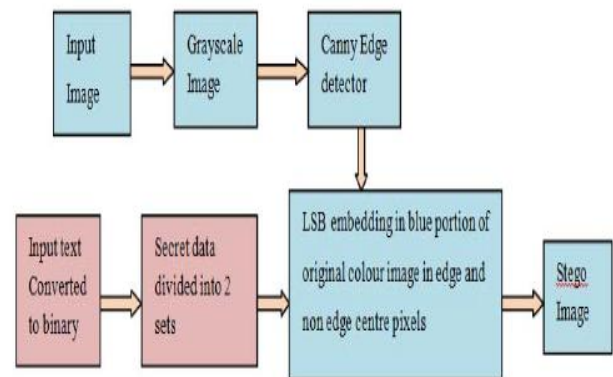 Input
Image
Grayscale
Image
Canny Edge
detector
Input text
Converted
to binary
Secret data
divided into 2
sets
LSB embedding in blue portion of
original colour image in edge and
non edge centre pixels
Stego
Image